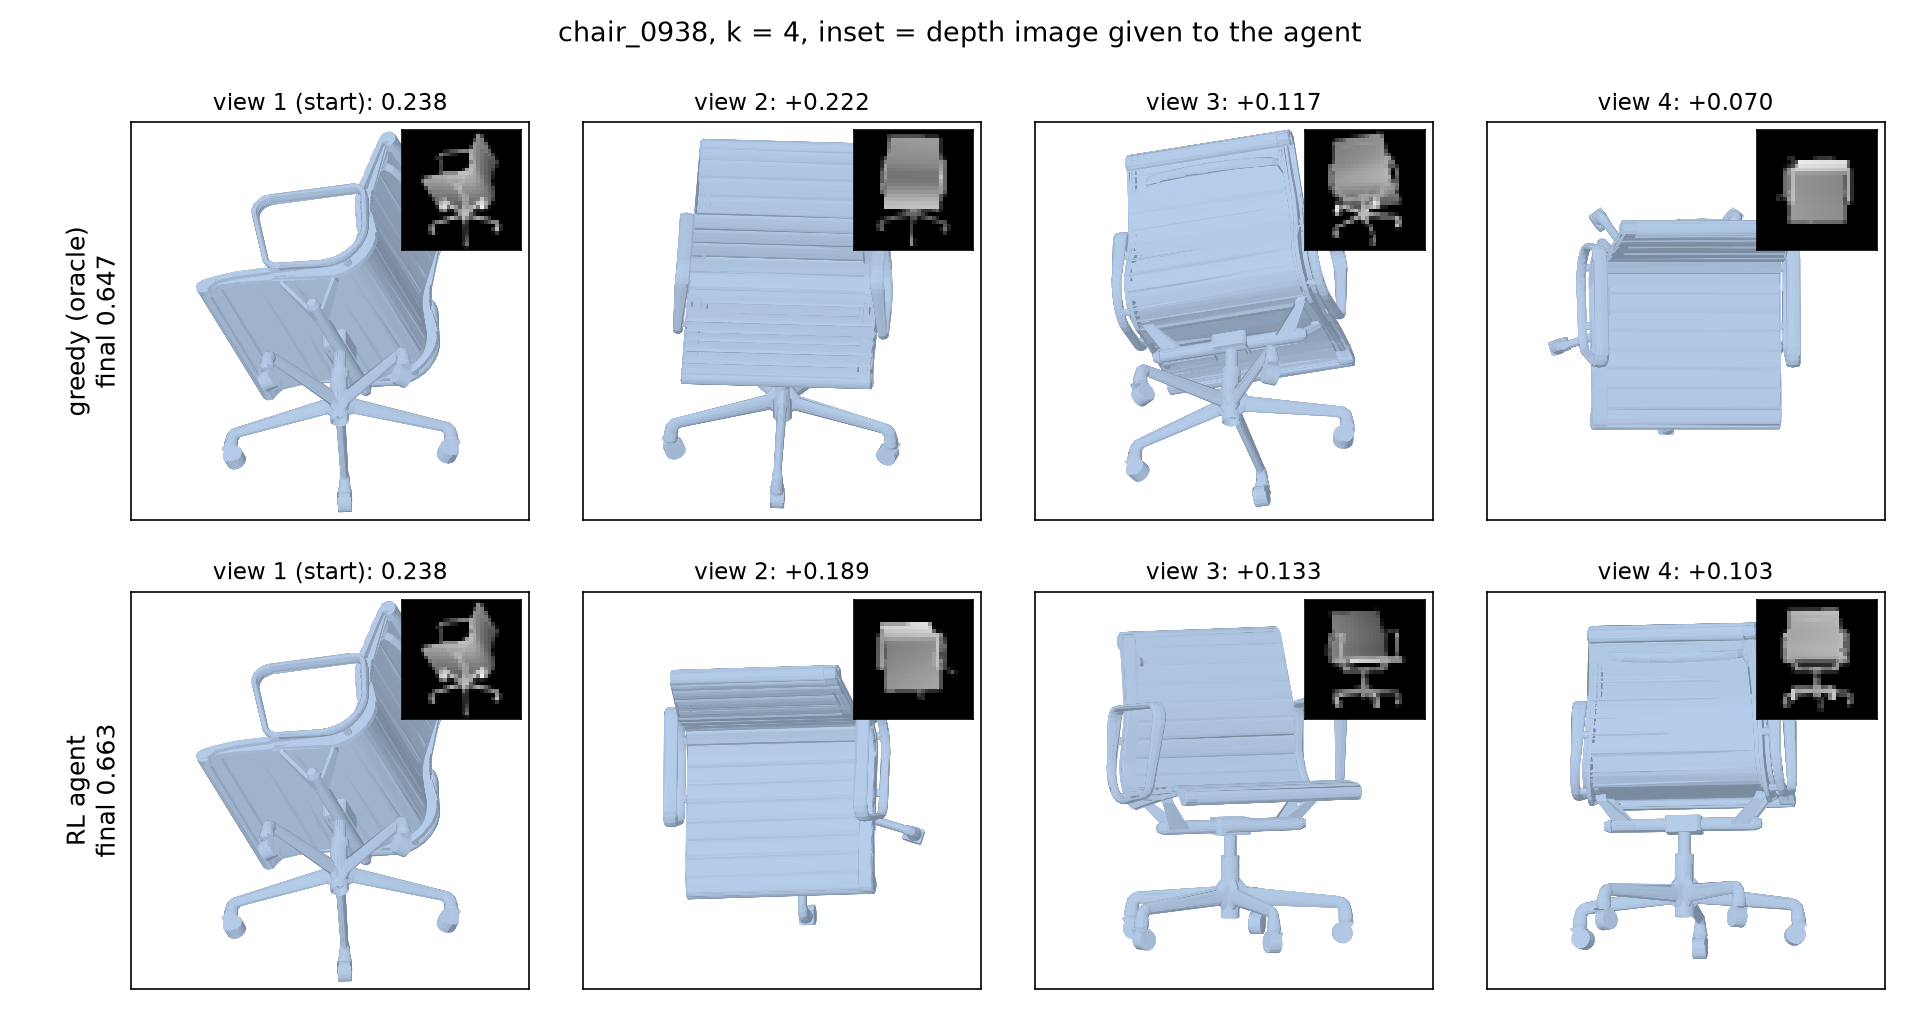 chair_0938, k = 4, inset = depth image given to the agent
view 1 (start): 0.238
view 2: +0.222
view 3: +0.117
view 4: +0.070
greedy (oracle)
final 0.647
view 1 (start): 0.238
view 2: +0.189
view 3: +0.133
view 4: +0.103
RL agent
final 0.663